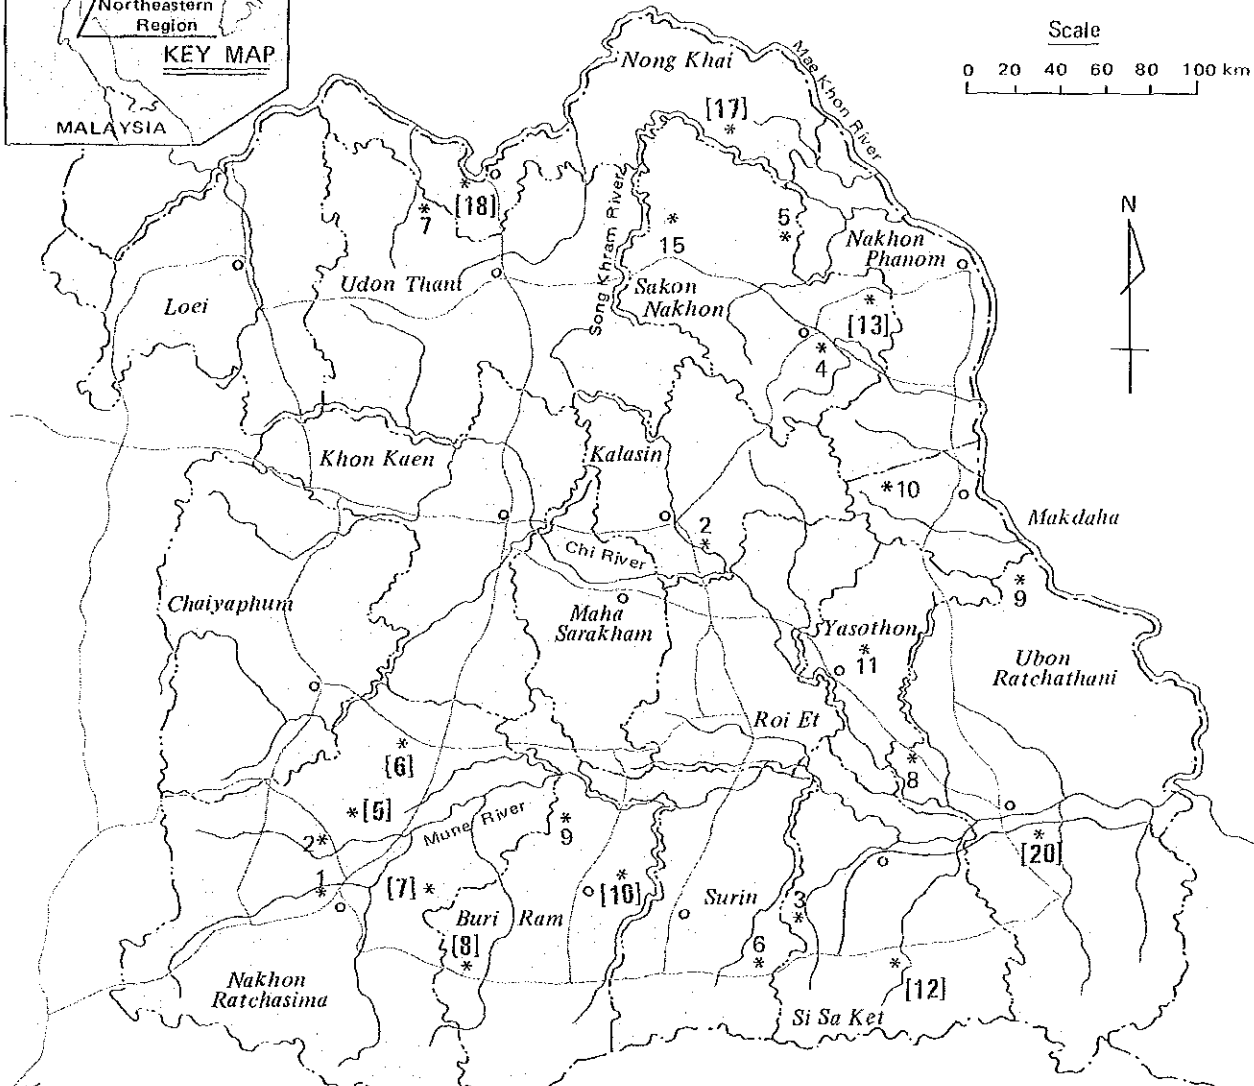 Northeastern
Region
KEY MAP
MALAYSIA
Scale
0 20 40 60 80 100 km
N
Nong Khai
Mae Khon River
[17]
*
*
[18]
*
7
Song Khram River
*
15
5
*
Nakhon
Phanom
Udon Thani
Loei
Sakon
Nakhon
*
[13]
*
4
Khon Kaen
Kalasin
*10
Makdaha
2
*
Chi River
*
9
Chaiyaphum
Maha
Sarakham
Yasothon
*
11
Ubon
Ratchathani
Roi Et
*
[6]
*
8
*[5]
Mune River
*
9
2*
*
[20]
1
*
[7]*
*
[10]
Surin
3
*
Buri Ram
[8]
*
6
*
*
[12]
Nakhon
Ratchasima
Si Sa Ket